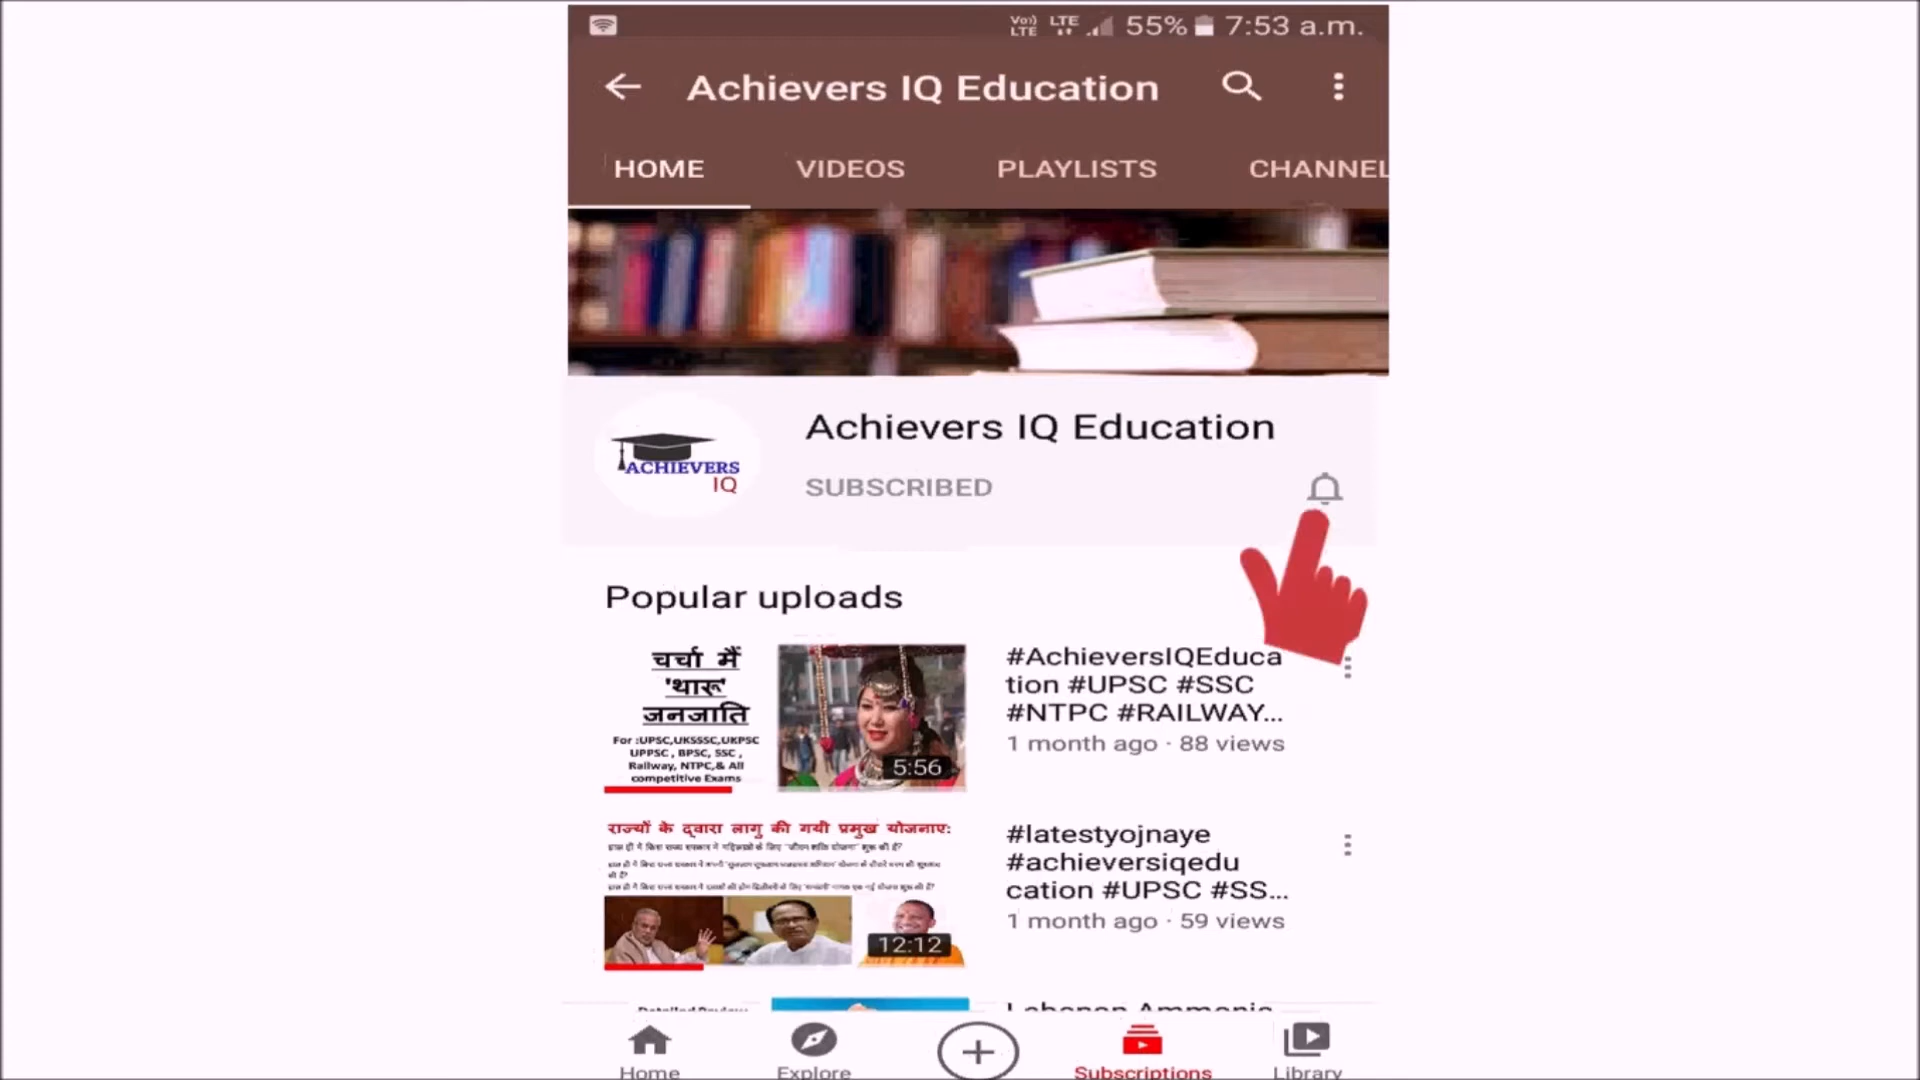 Vo)) LTE LTE 55% 7:53 a.m.
Achievers IQ Education
HOME VIDEOS PLAYLISTS CHANNEL
Achievers IQ Education
SUBSCRIBED
ACHIEVERS
IQ
Popular uploads
चर्चा मैं
'थारू'
जनजाति
For :UPSC,UKSSSC,UKPSC
UPPSC , BPSC, SSC ,
Railway, NTPC,& All
competitive Exams
5:56
#AchieversIQEduca
tion #UPSC #SSC
#NTPC #RAILWAY...
1 month ago · 88 views
राज्यों के द्वारा लागु की गयी प्रमुख योजनाए:
12:12
#latestyojnaye
#achieversiqedu
cation #UPSC #SS...
1 month ago · 59 views
Home Explore Subscriptions Library